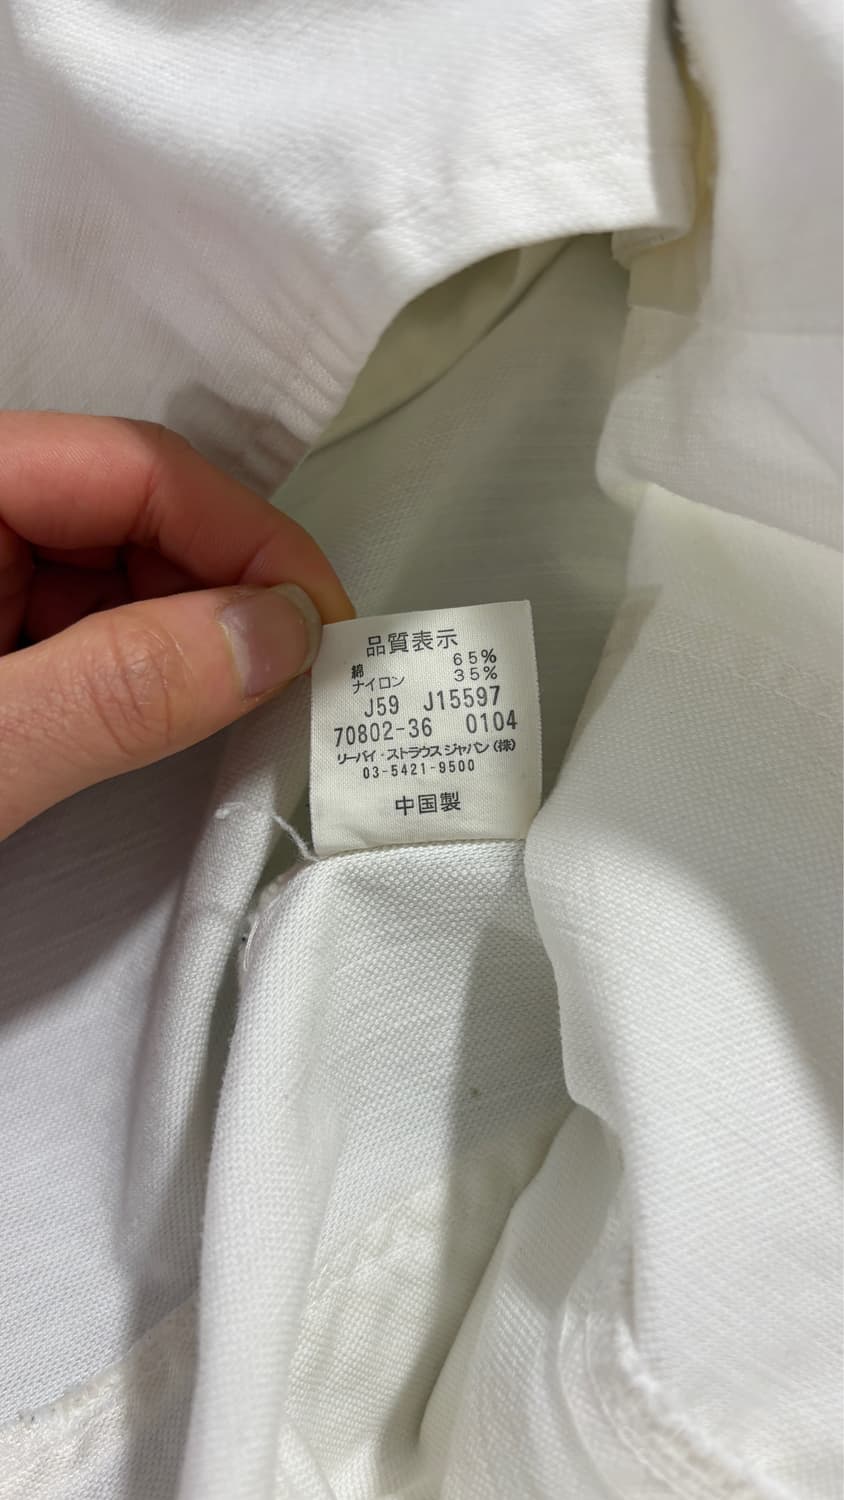 品質表示
綿 65%
ナイロン 35%
J59 J15597
70802-36 0104
リーバイ・ストラウス ジャパン(株)
03-5421-9500
中国製